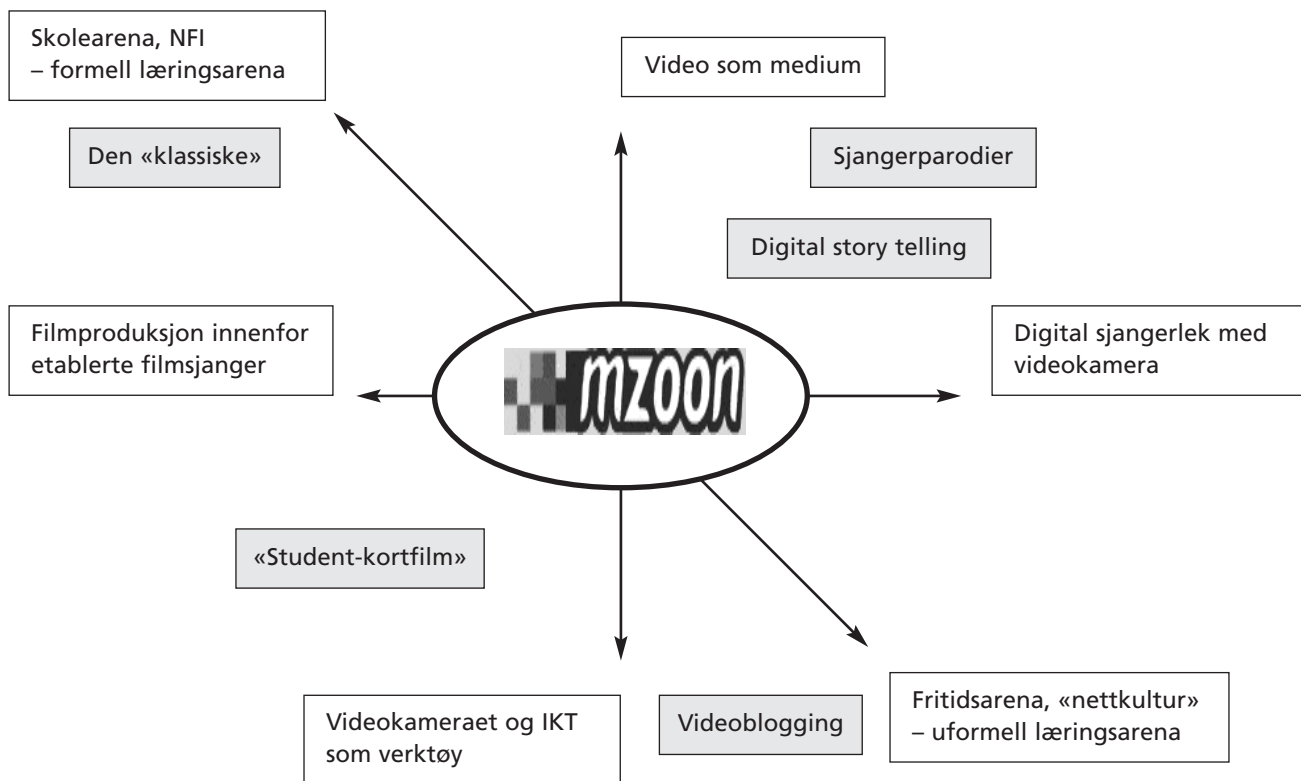 Skolearena, NFI
– formell læringsarena
Video som medium
Den «klassiske»
Sjangerparodier
Digital story telling
Filmproduksjon innenfor
etablerte filmsjanger
mzoon
Digital sjangerlek med
videokamera
«Student-kortfilm»
Videokameraet og IKT
som verktøy
Videoblogging
Fritidsarena, «nettkultur»
– uformell læringsarena